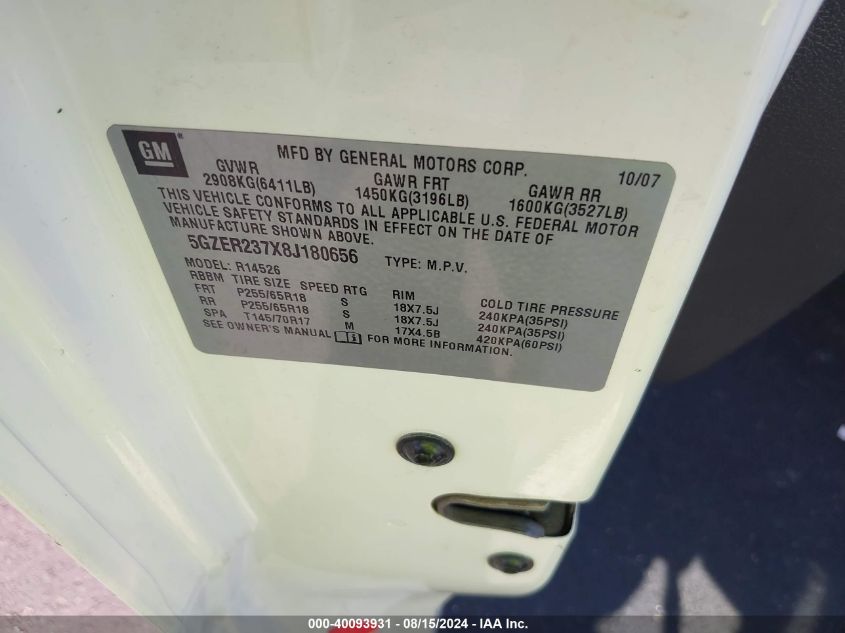 GM
MFD BY GENERAL MOTORS CORP. 10/07
GVWR GAWR FRT GAWR RR
2908KG(6411LB) 1450KG(3196LB) 1600KG(3527LB)
THIS VEHICLE CONFORMS TO ALL APPLICABLE U.S. FEDERAL MOTOR
VEHICLE SAFETY STANDARDS IN EFFECT ON THE DATE OF
MANUFACTURE SHOWN ABOVE.
5GZER237X8J180656 TYPE: M.P.V.
MODEL: R14526
RBBM TIRE SIZE SPEED RTG RIM COLD TIRE PRESSURE
FRT P255/65R18 S 18X7.5J 240KPA(35PSI)
RR P255/65R18 S 18X7.5J 240KPA(35PSI)
SPA T145/70R17 M 17X4.5B 420KPA(60PSI)
SEE OWNER'S MANUAL FOR MORE INFORMATION.
000-40093931 - 08/15/2024 - IAA Inc.